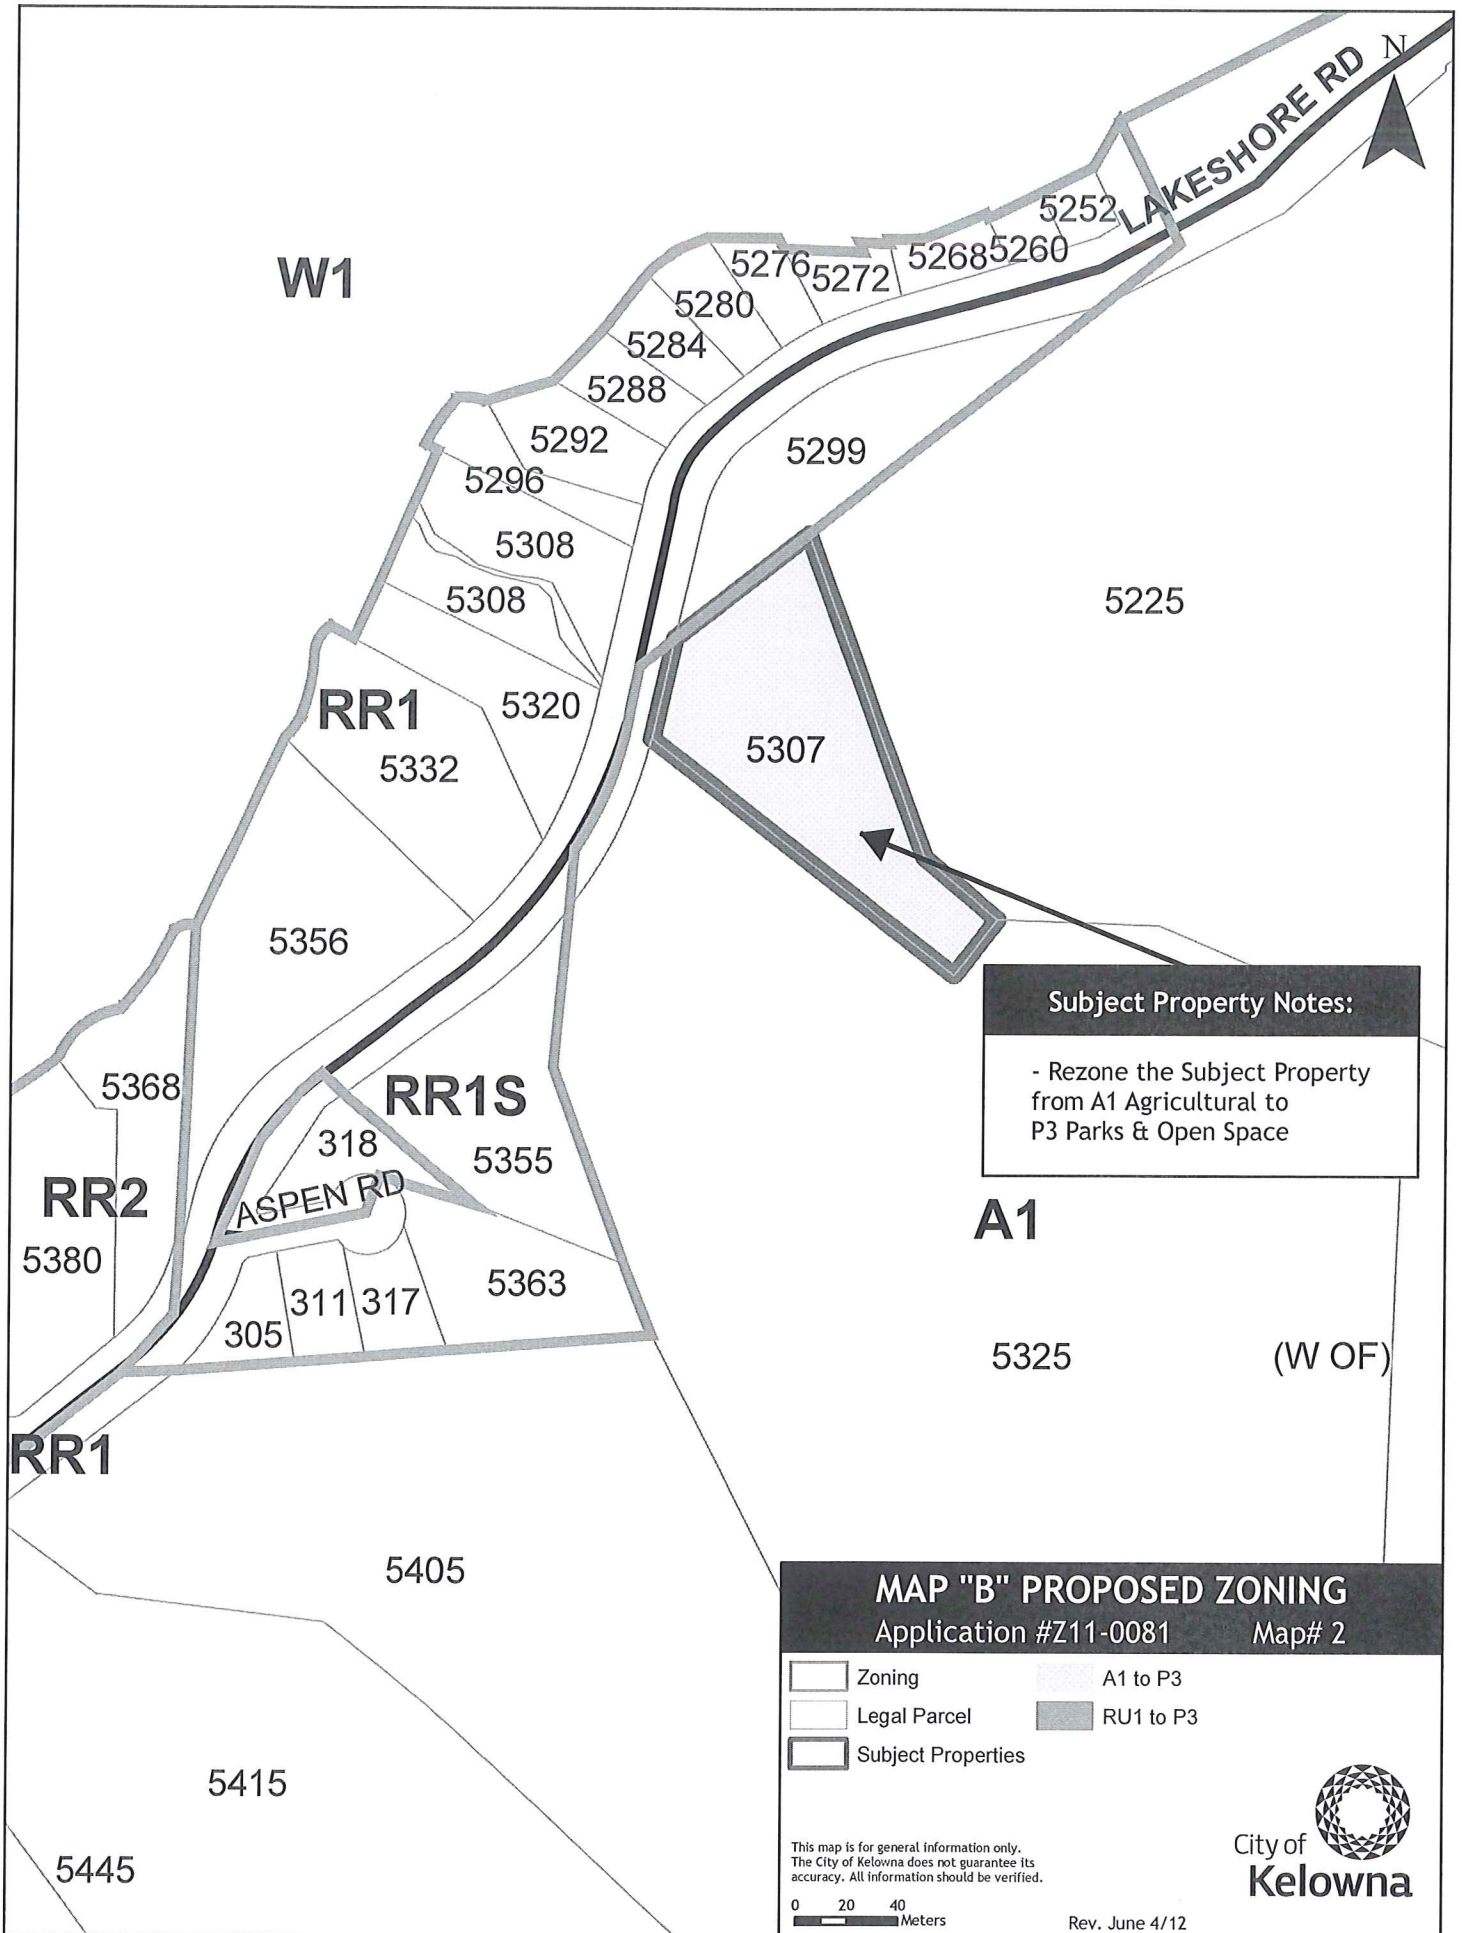 N
LAKESHORE RD
5252
W1
5276
5272
5268
5260
5280
5284
5288
5292
5299
5296
5308
5308
5225
RR1
5320
5307
5332
5356
Subject Property Notes:
- Rezone the Subject Property
from A1 Agricultural to
P3 Parks & Open Space
5368
RR1S
318
5355
RR2
ASPEN RD
A1
5380
5363
311
317
305
5325
(W OF)
RR1
5405
MAP "B" PROPOSED ZONING
Application #Z11-0081 Map# 2
Zoning
A1 to P3
Legal Parcel
RU1 to P3
Subject Properties
5415
5445
This map is for general information only.
The City of Kelowna does not guarantee its
accuracy. All information should be verified.
0 20 40
Meters
Rev. June 4/12
City of
Kelowna